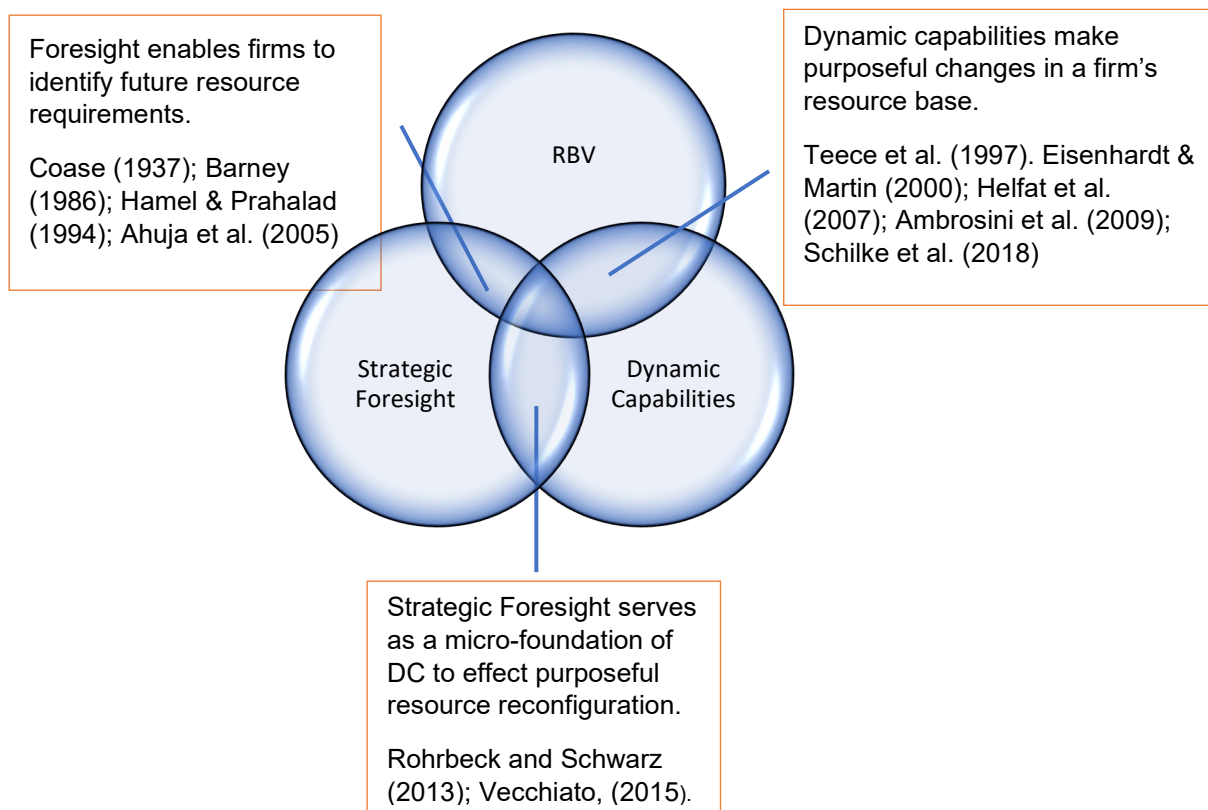 Foresight enables firms to
identify future resource
requirements.
Coase (1937); Barney
(1986); Hamel & Prahalad
(1994); Ahuja et al. (2005)
RBV
Dynamic capabilities make
purposeful changes in a firm’s
resource base.
Teece et al. (1997). Eisenhardt &
Martin (2000); Helfat et al.
(2007); Ambrosini et al. (2009);
Schilke et al. (2018)
Strategic
Foresight
Dynamic
Capabilities
Strategic Foresight serves
as a micro-foundation of
DC to effect purposeful
resource reconfiguration.
Rohrbeck and Schwarz
(2013); Vecchiato, (2015).